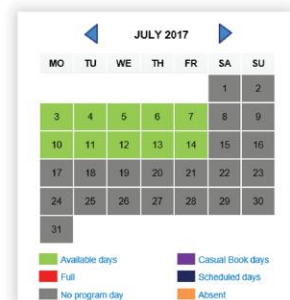 JULY 2017
MO TU WE TH FR SA SU
1 2
3 4 5 6 7 8 9
10 11 12 13 14 15 16
17 18 19 20 21 22 23
24 25 26 27 28 29 30
31
Available days Casual Book days
Full Scheduled days
No program day Absent